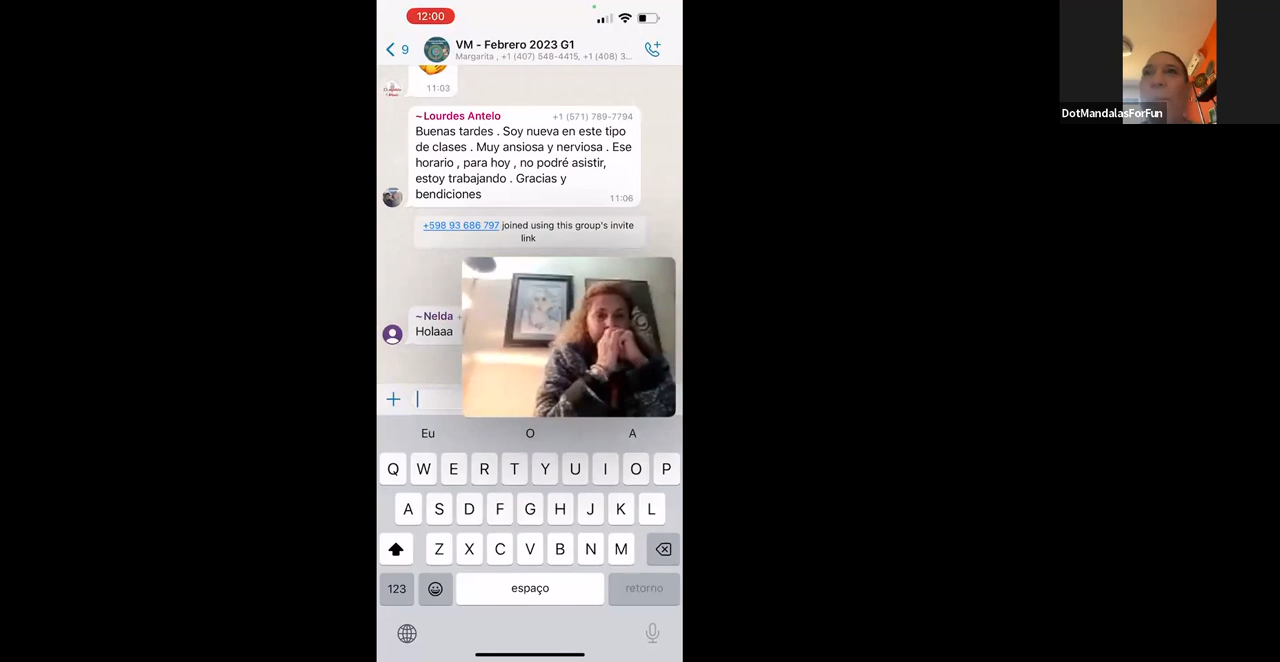 12:00
9
VM - Febrero 2023 G1
Margarita , +1 (407) 548-4415, +1 (408) 3...
11:03
~Lourdes Antelo +1 (571) 789-7794
Buenas tardes . Soy nueva en este tipo
de clases . Muy ansiosa y nerviosa . Ese
horario , para hoy , no podré asistir,
estoy trabajando . Gracias y
bendiciones
11:06
+598 93 686 797 joined using this group's invite
link
~Nelda +
Holaaa
Eu O A
Q W E R T Y U I O P
A S D F G H J K L
Z X C V B N M
123 espaço retorno
DotMandalasForFun